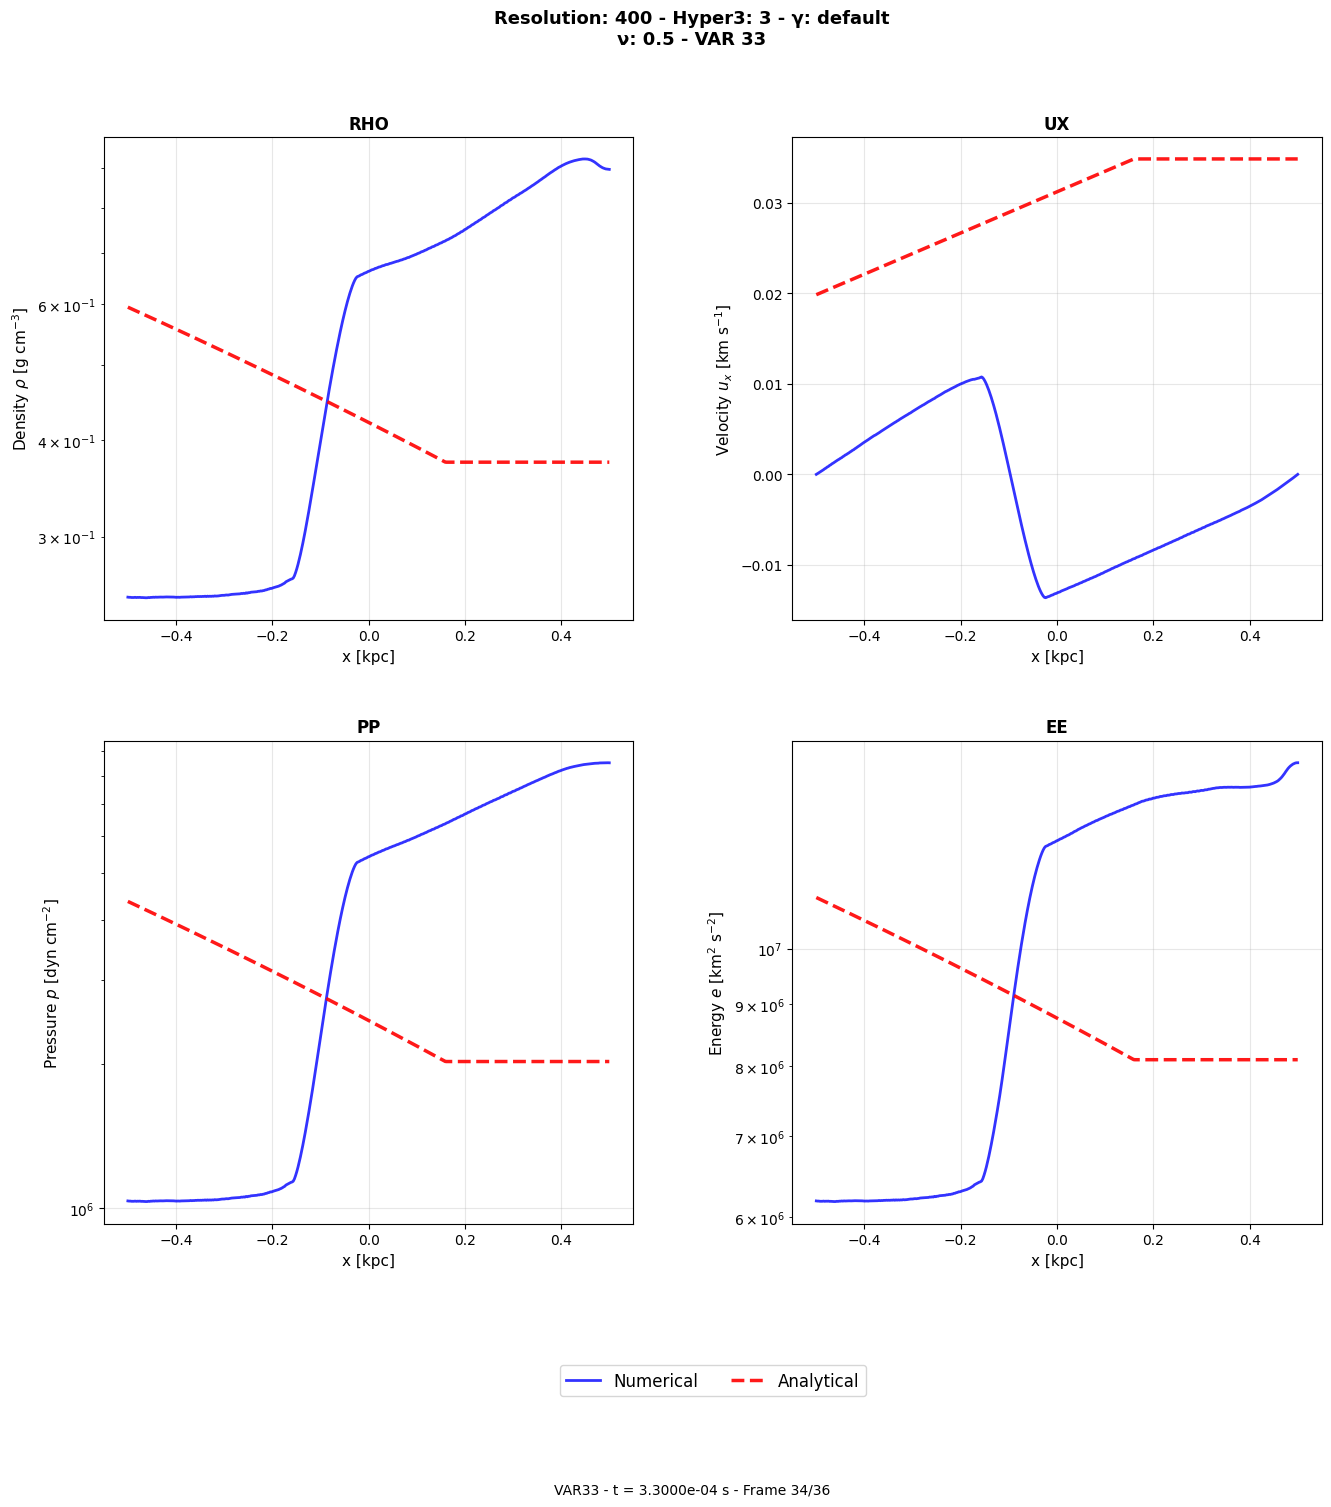 Resolution: 400 - Hyper3: 3 - γ: default
ν: 0.5 - VAR 33
RHO
Density ρ [g cm⁻³]
6 × 10⁻¹
4 × 10⁻¹
3 × 10⁻¹
−0.4 −0.2 0.0 0.2 0.4
x [kpc]
UX
Velocity uₓ [km s⁻¹]
0.03
0.02
0.01
0.00
−0.01
−0.4 −0.2 0.0 0.2 0.4
x [kpc]
PP
Pressure p [dyn cm⁻²]
10⁶
−0.4 −0.2 0.0 0.2 0.4
x [kpc]
EE
Energy e [km² s⁻²]
10⁷
9 × 10⁶
8 × 10⁶
7 × 10⁶
6 × 10⁶
−0.4 −0.2 0.0 0.2 0.4
x [kpc]
Numerical Analytical
VAR33 - t = 3.3000e-04 s - Frame 34/36